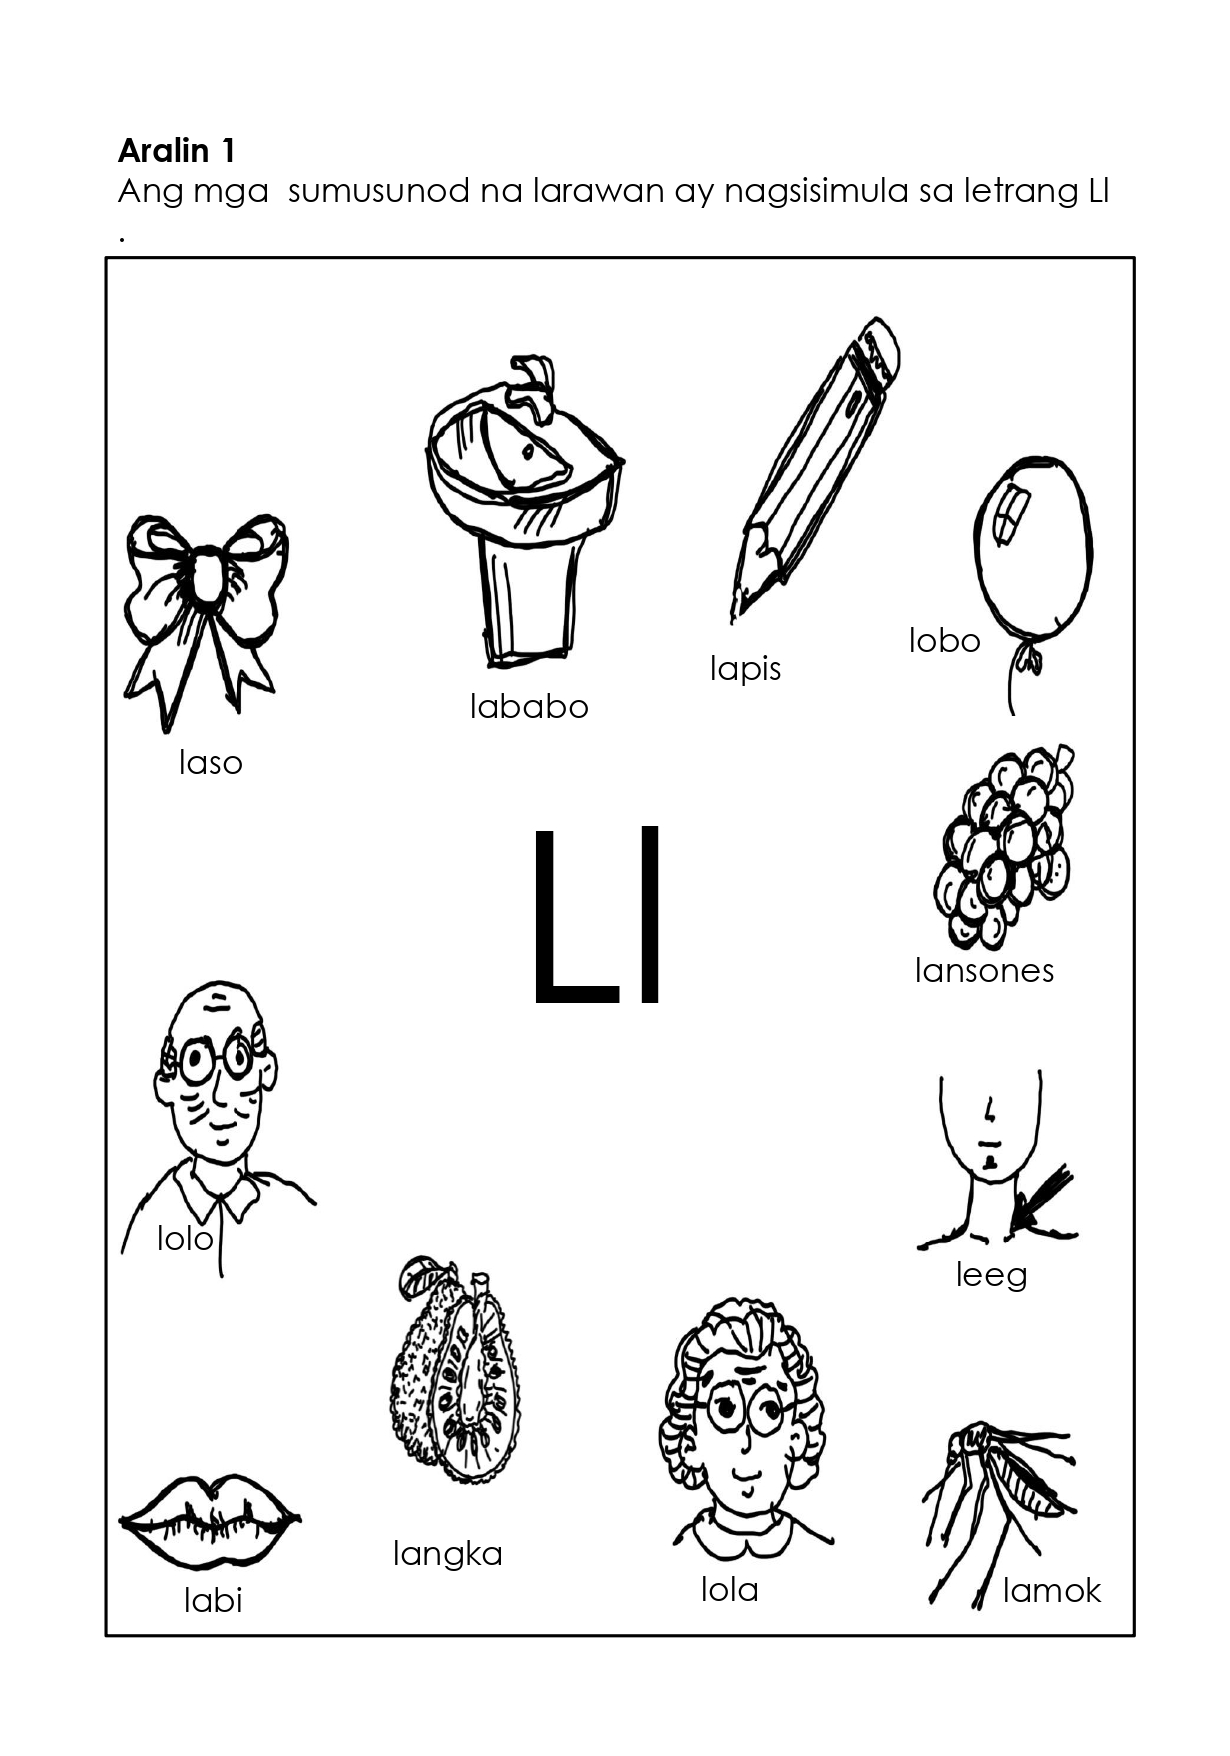 Aralin 1
Ang mga  sumusunod na larawan ay nagsisimula sa letrang Ll
.
lobo
lapis
lababo
laso
Ll
lansones
lolo
leeg
langka
lola
lamok
labi